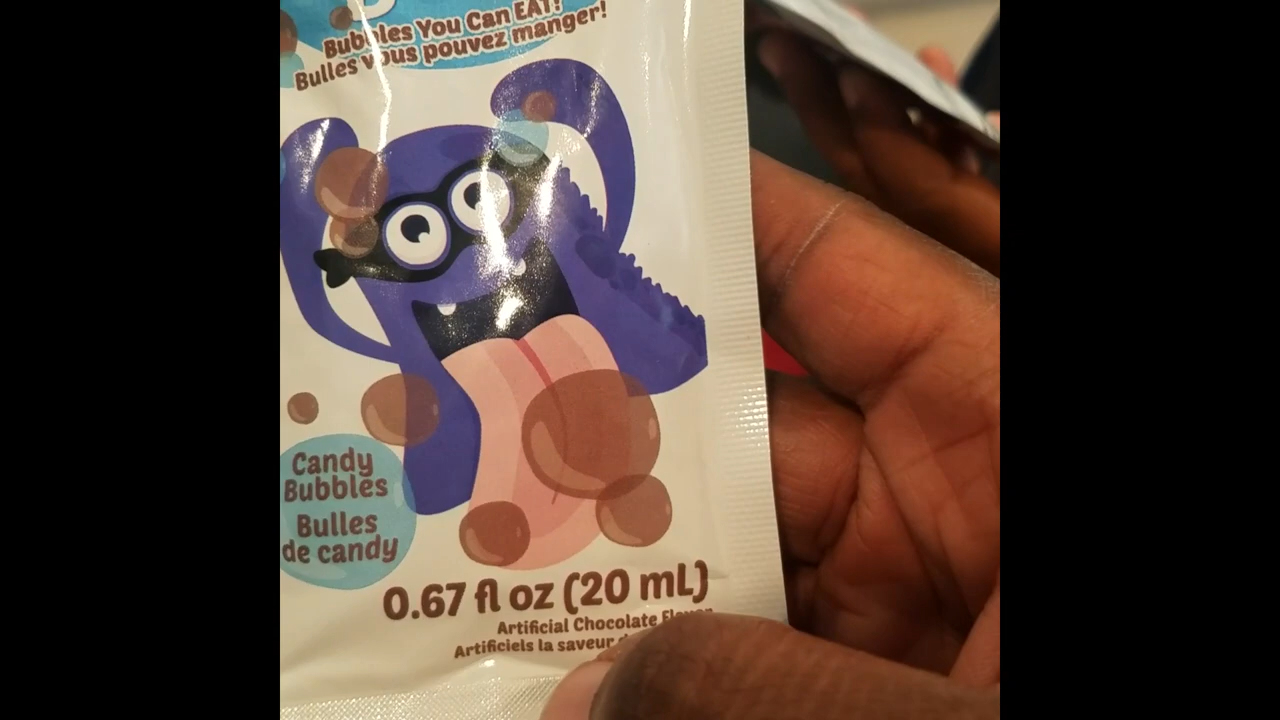 Bubbles You Can EAT!
Bulles vous pouvez manger!
Candy
Bubbles
Bulles
de candy
0.67 fl oz (20 mL)
Artificial Chocolate Flavor
Artificiels la saveur